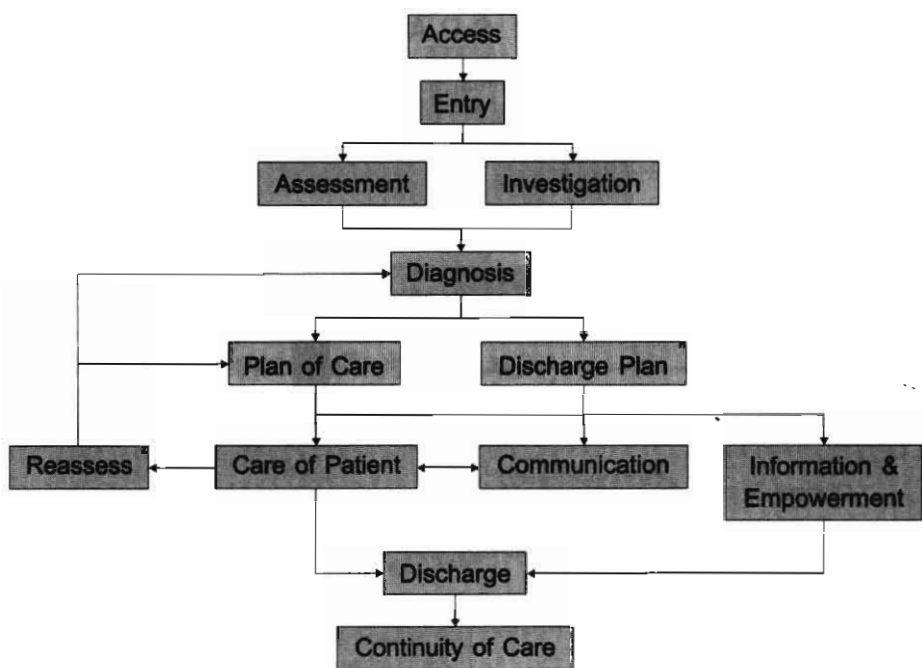 Access
Entry
Assessment
Investigation
Diagnosis
Plan of Care
Discharge Plan
Reassess
Care of Patient
Communication
Information &
Empowerment
Discharge
Continuity of Care